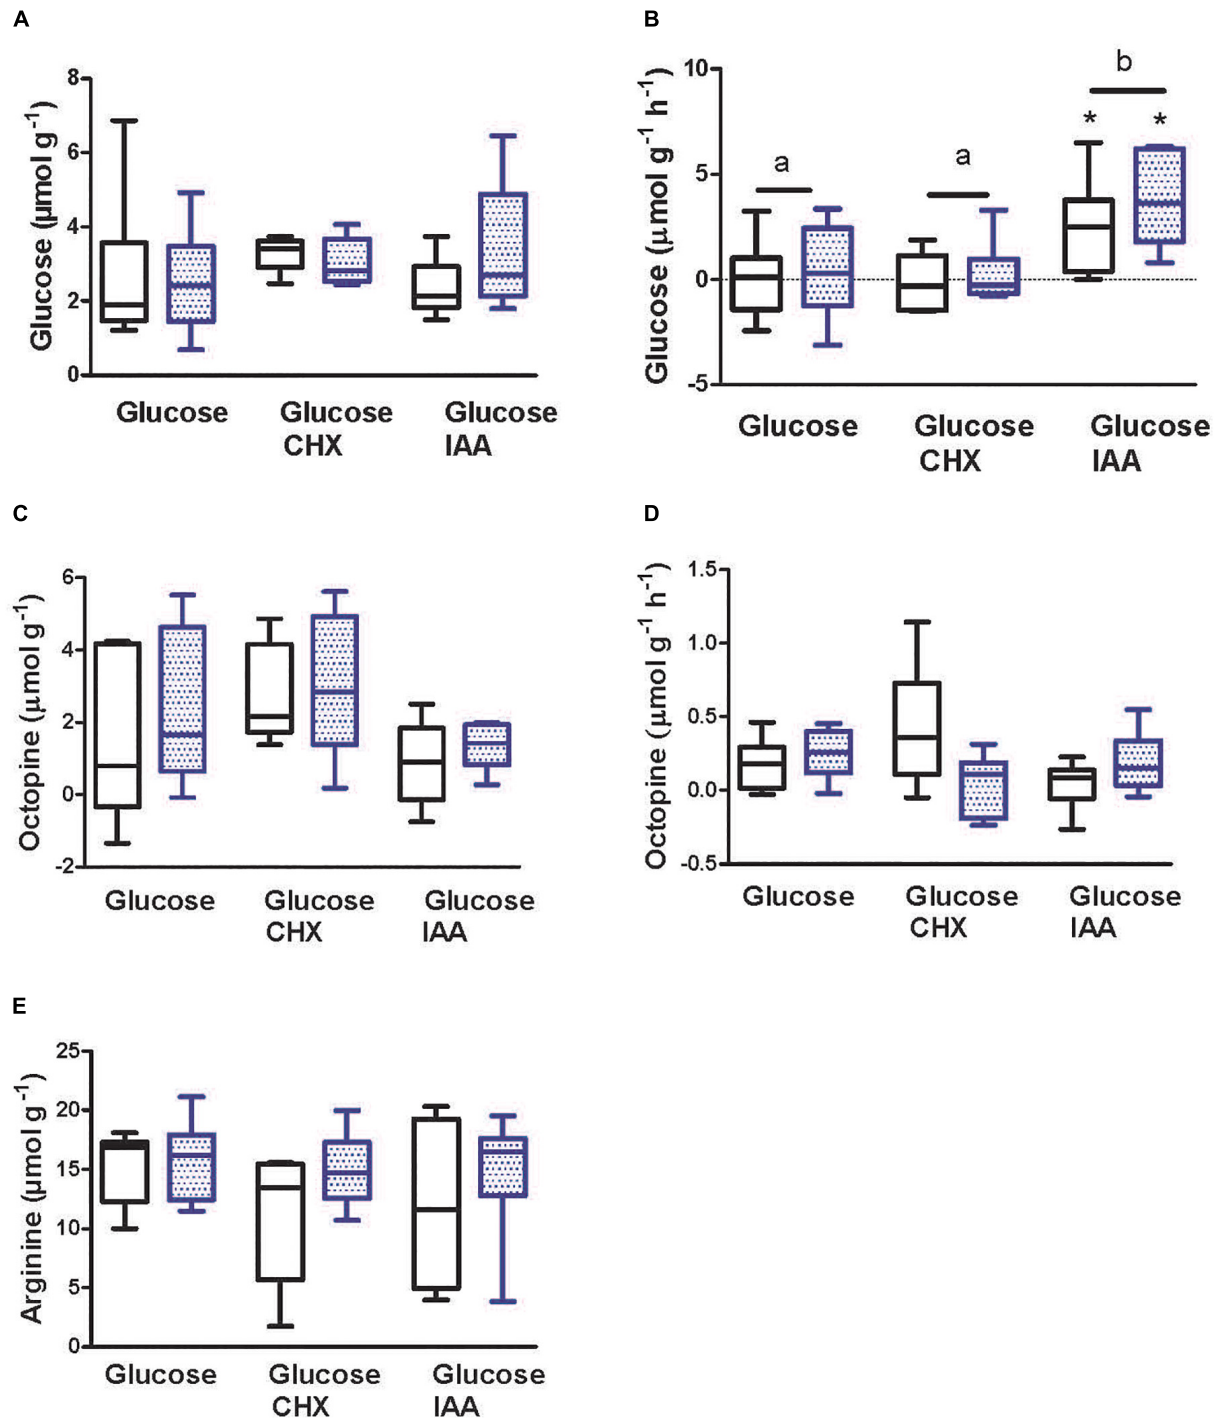 A
Glucose (µmol g⁻¹)
8
6
4
2
0
Glucose
Glucose CHX
Glucose IAA
B
Glucose (µmol g⁻¹ h⁻¹)
10
5
0
-5
a
a
b
* *
Glucose
Glucose CHX
Glucose IAA
C
Octopine (µmol g⁻¹)
6
4
2
0
-2
Glucose
Glucose CHX
Glucose IAA
D
Octopine (µmol g⁻¹ h⁻¹)
1.5
1.0
0.5
0.0
-0.5
Glucose
Glucose CHX
Glucose IAA
E
Arginine (µmol g⁻¹)
25
20
15
10
5
0
Glucose
Glucose CHX
Glucose IAA